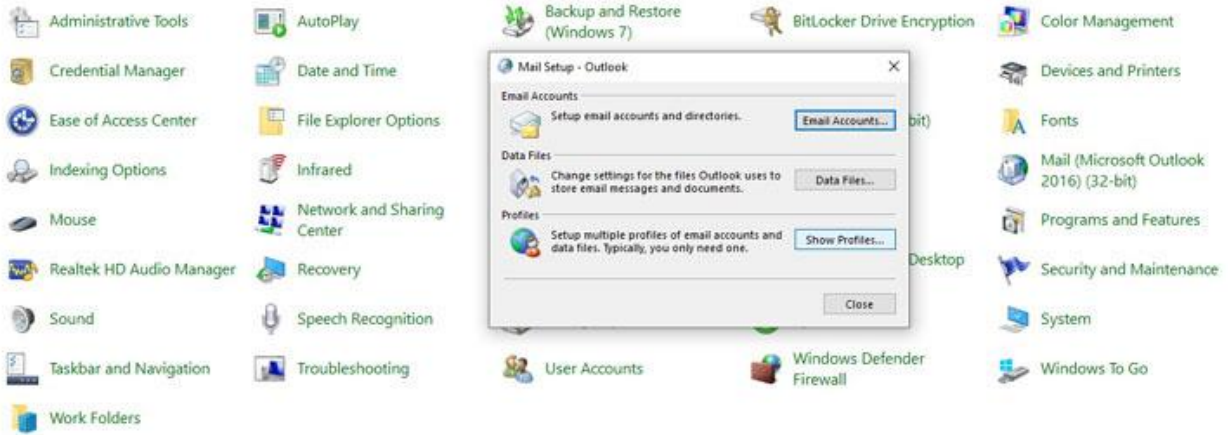 Administrative Tools
AutoPlay
Backup and Restore
(Windows 7)
BitLocker Drive Encryption
Color Management
Credential Manager
Date and Time
Devices and Printers
Ease of Access Center
File Explorer Options
bit)
Fonts
Indexing Options
Infrared
Mail (Microsoft Outlook
2016) (32-bit)
Mouse
Network and Sharing
Center
Programs and Features
Realtek HD Audio Manager
Recovery
Desktop
Security and Maintenance
Sound
Speech Recognition
System
Taskbar and Navigation
Troubleshooting
User Accounts
Windows Defender
Firewall
Windows To Go
Work Folders
Mail Setup - Outlook
Email Accounts
Setup email accounts and directories.
Email Accounts...
Data Files
Change settings for the files Outlook uses to
store email messages and documents.
Data Files...
Profiles
Setup multiple profiles of email accounts and
data files. Typically, you only need one.
Show Profiles...
Close